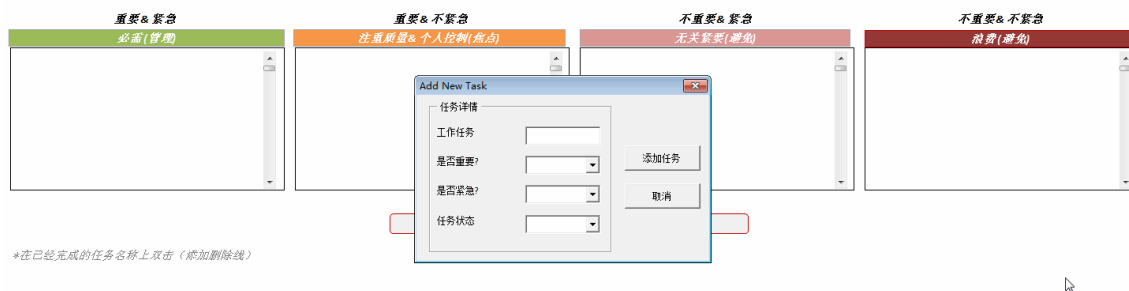 重要& 紧急
重要& 不紧急
不重要& 紧急
不重要& 不紧急
必需(管理)
注重质量& 个人控制(焦点)
无关紧要(避免)
浪费(避免)
Add New Task
任务详情
工作任务
是否重要?
是否紧急?
任务状态
添加任务
取消
*在已经完成的任务名称上双击（添加删除线）